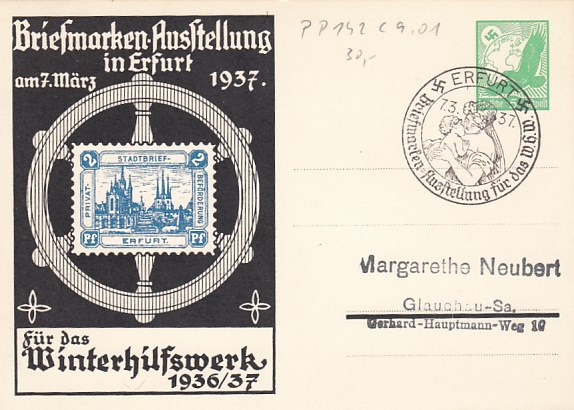 Briefmarken-Ausstellung
in Erfurt
am 7. März 1937.
2 STADTBRIEF- 2
PRIVAT-
BEFÖRDERUNG
Pf ERFURT. Pf
Für das
Winterhilfswerk
1936/37
PP142 C9.01
30,-
ERFURT
7.3. 37.
Briefmarken-Ausstellung für das W.h.W.
Margarethe Neubert
Glauchau-Sa.
Gerhard-Hauptmann-Weg 10